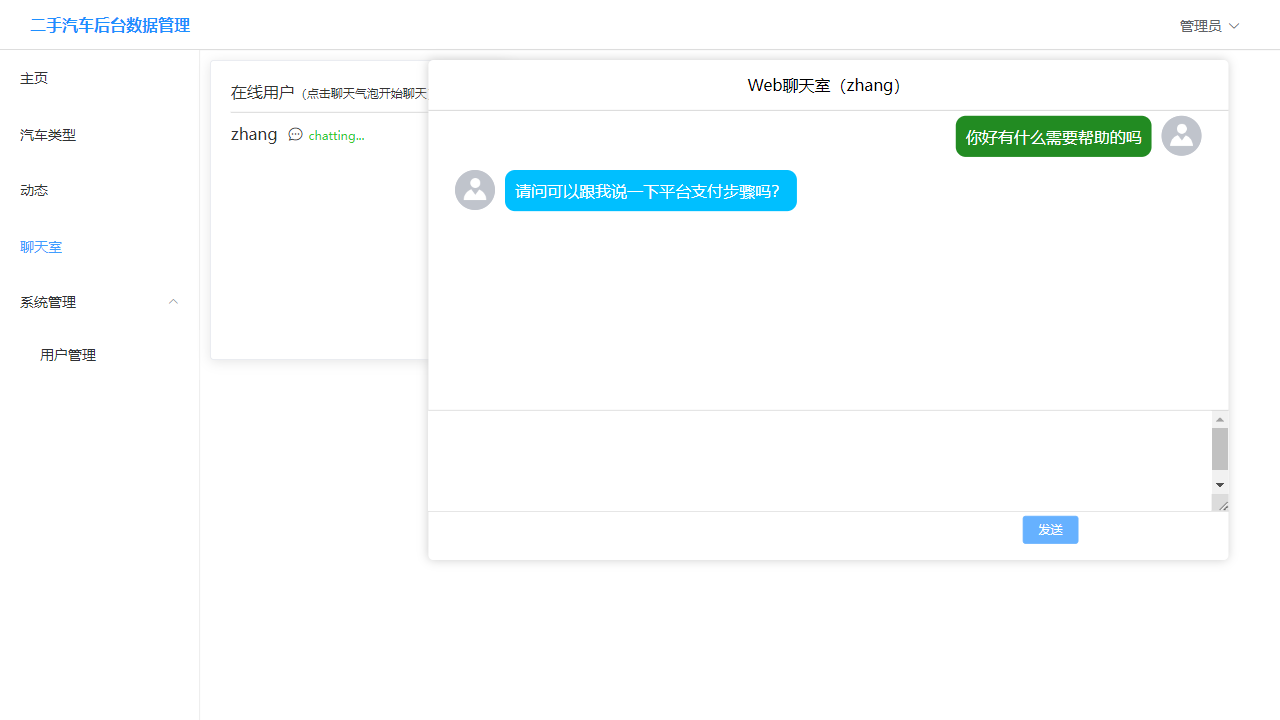 二手汽车后台数据管理
管理员
主页
汽车类型
动态
聊天室
系统管理
用户管理
在线用户（点击聊天气泡开始聊天
zhang chatting...
Web聊天室（zhang）
你好有什么需要帮助的吗
请问可以跟我说一下平台支付步骤吗？
发送